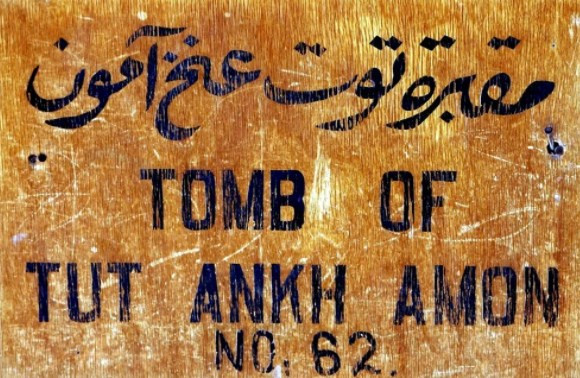 مقبرة توت عنخ آمون
TOMB OF
TUT ANKH AMON
NO. 62.